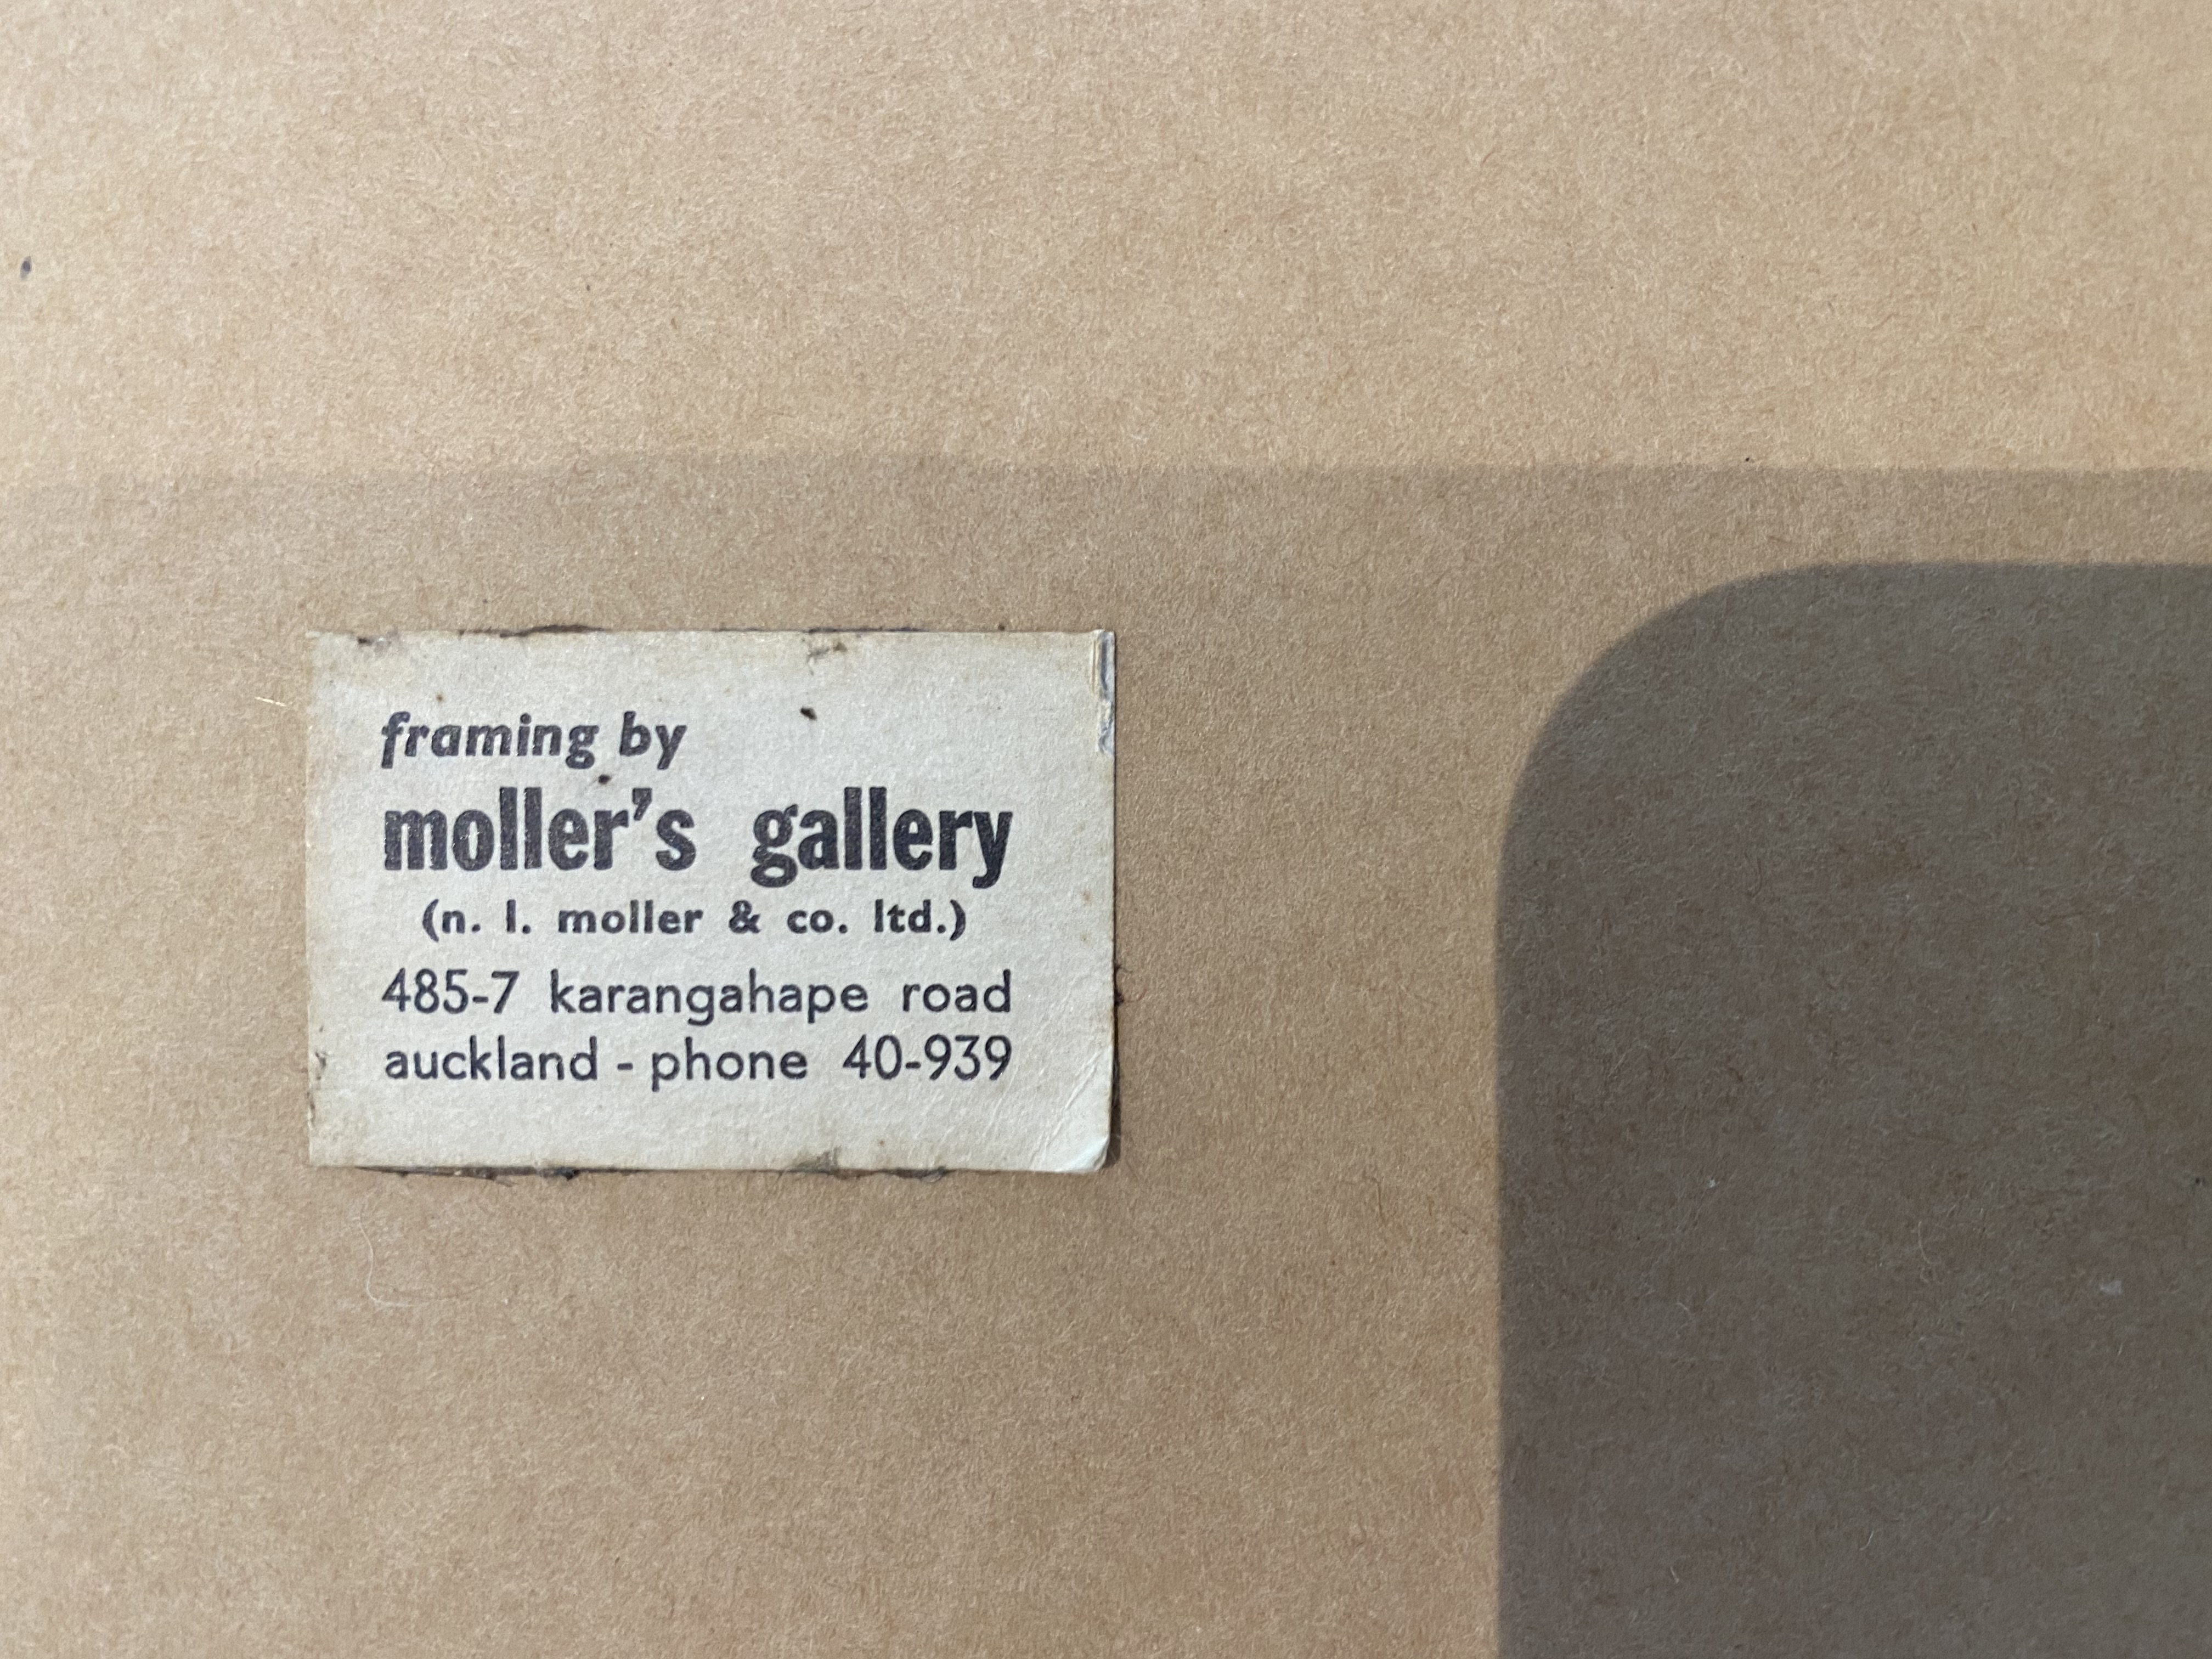 framing by
moller's gallery
(n. l. moller & co. ltd.)
485-7 karangahape road
auckland - phone 40-939